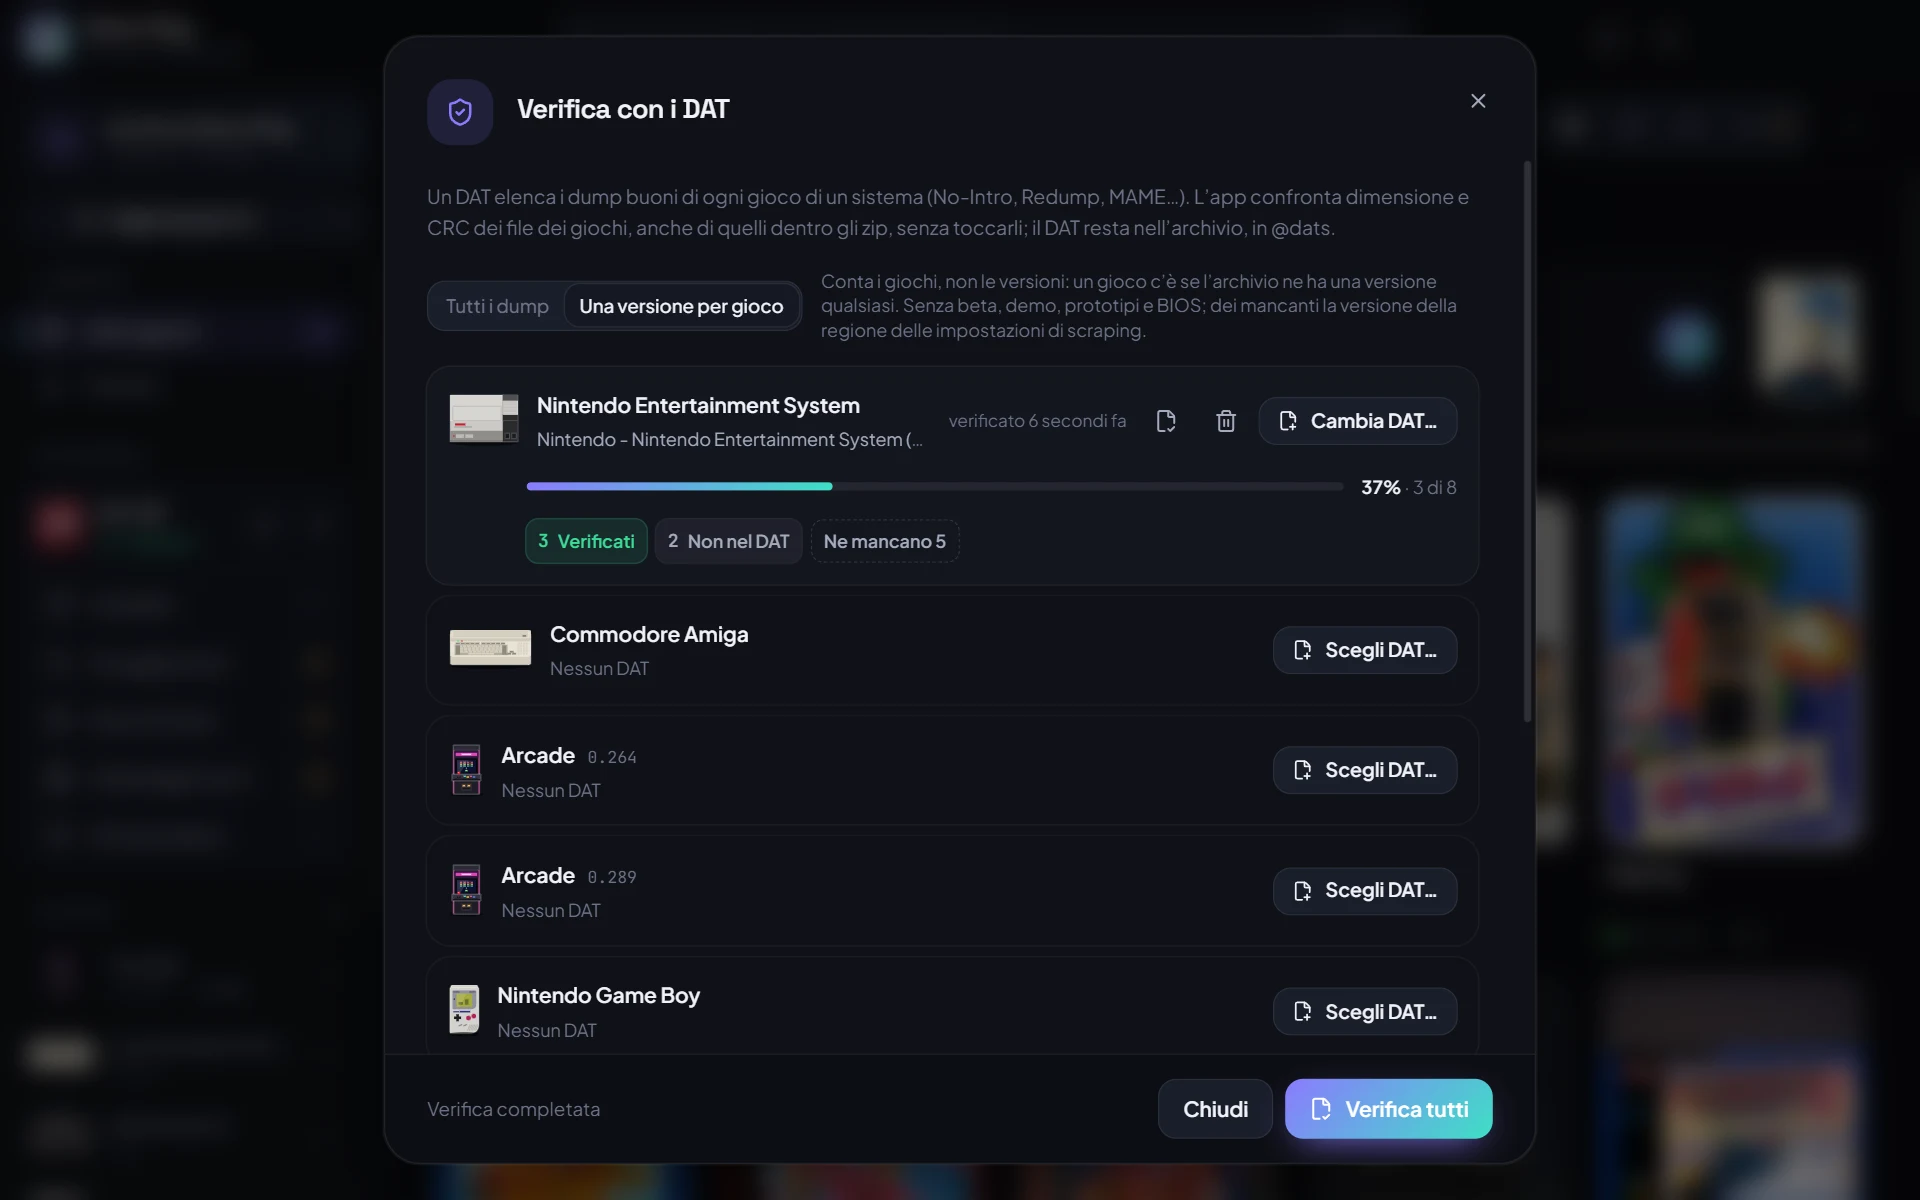 Verifica con i DAT
Un DAT elenca i dump buoni di ogni gioco di un sistema (No-Intro, Redump, MAME…). L’app confronta dimensione e
CRC dei file dei giochi, anche di quelli dentro gli zip, senza toccarli; il DAT resta nell’archivio, in @dats.
Tutti i dump
Una versione per gioco
Conta i giochi, non le versioni: un gioco c’è se l’archivio ne ha una versione
qualsiasi. Senza beta, demo, prototipi e BIOS; dei mancanti la versione della
regione delle impostazioni di scraping.
Nintendo Entertainment System
Nintendo - Nintendo Entertainment System (…
verificato 6 secondi fa
Cambia DAT…
37% · 3 di 8
3 Verificati
2 Non nel DAT
Ne mancano 5
Commodore Amiga
Nessun DAT
Scegli DAT…
Arcade 0.264
Nessun DAT
Scegli DAT…
Arcade 0.289
Nessun DAT
Scegli DAT…
Nintendo Game Boy
Nessun DAT
Scegli DAT…
Verifica completata
Chiudi
Verifica tutti